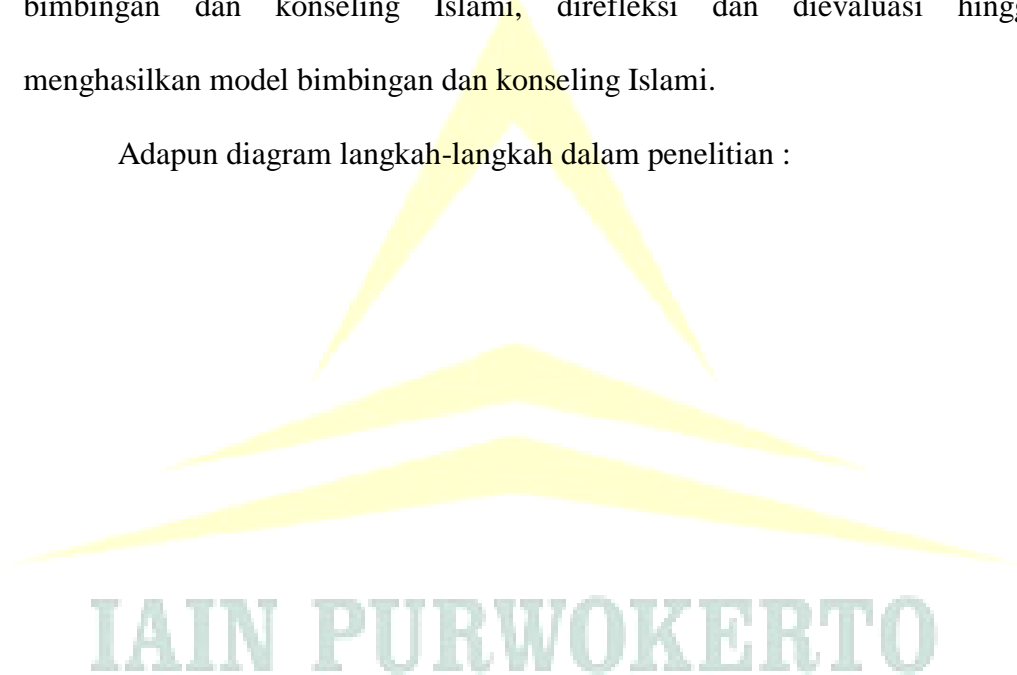 bimbingan dan konseling Islami, direfleksi dan dievaluasi
menghasilkan model bimbingan dan konseling Islami.
Adapun diagram langkah-langkah dalam penelitian :
IAIN PURWOKERTO